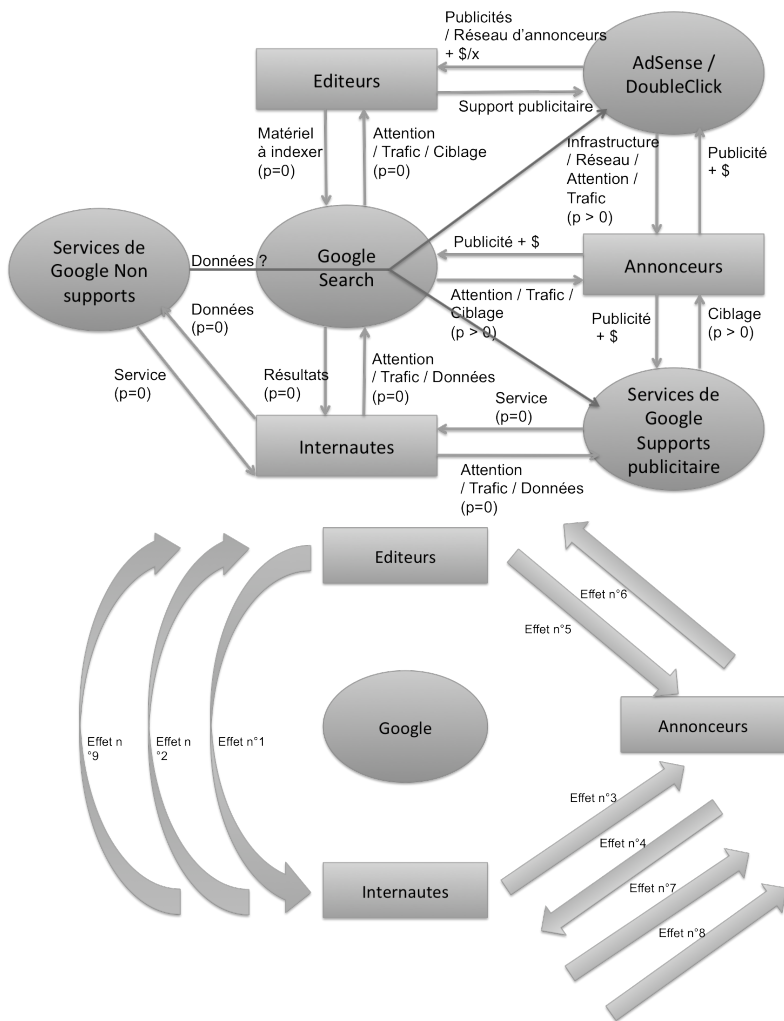 Publicités
/ Réseau d'annonceurs
+ $/x
AdSense /
DoubleClick
Editeurs
Support publicitaire
Matériel
à indexer
(p=0)
Attention
/ Trafic / Ciblage
(p=0)
Infrastructure
/ Réseau /
Attention /
Trafic
(p > 0)
Publicité
+ $
Services de
Google Non
supports
Données ?
Google
Search
Publicité + $
Annonceurs
Attention / Trafic /
Ciblage
(p > 0)
Données
(p=0)
Publicité
+ $
Ciblage
(p > 0)
Service
(p=0)
Résultats
(p=0)
Attention
/ Trafic / Données
(p=0)
Service
(p=0)
Services de
Google
Supports
publicitaire
Internautes
Attention
/ Trafic / Données
(p=0)
Editeurs
Effet n°6
Effet n°5
Effet n
°9
Effet n
°2
Effet n°1
Google
Annonceurs
Effet n°3
Effet n°4
Internautes
Effet n°7
Effet n°8